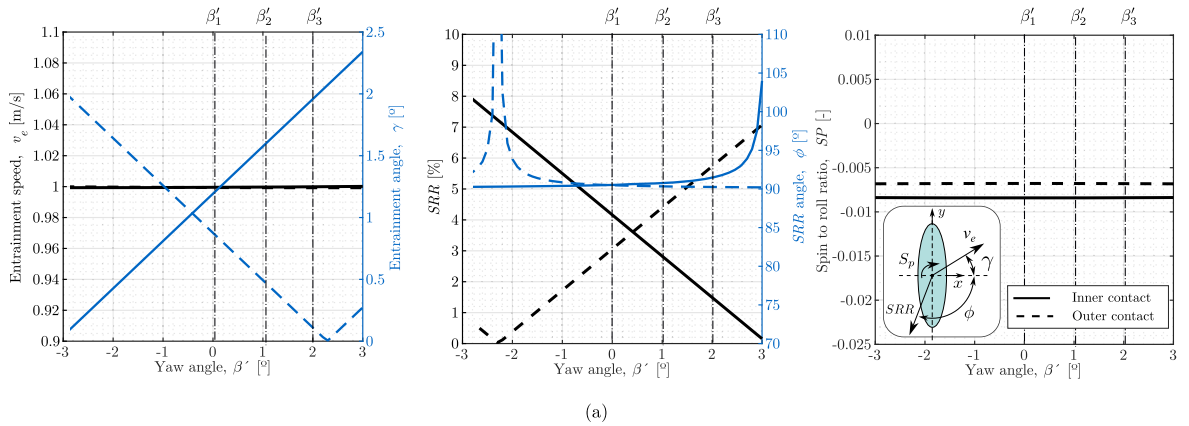 β′1 β′2 β′3
1.1
1.08
1.06
1.04
1.02
1
0.98
0.96
0.94
0.92
0.9
Entrainment speed, v_e [m/s]
2.5
2
1.5
1
0.5
0
Entrainment angle, γ [º]
-3 -2 -1 0 1 2 3
Yaw angle, β´ [º]
β′1 β′2 β′3
10
9
8
7
6
5
4
3
2
1
0
SRR [%]
110
105
100
95
90
85
80
75
70
SRR angle, ϕ [º]
-3 -2 -1 0 1 2 3
Yaw angle, β´ [º]
β′1 β′2 β′3
0.01
0.005
0
-0.005
-0.01
-0.015
-0.02
-0.025
Spin to roll ratio, SP [-]
y
v_e
S_p
γ
x
SRR
ϕ
Inner contact
Outer contact
-3 -2 -1 0 1 2 3
Yaw angle, β´ [º]
(a)